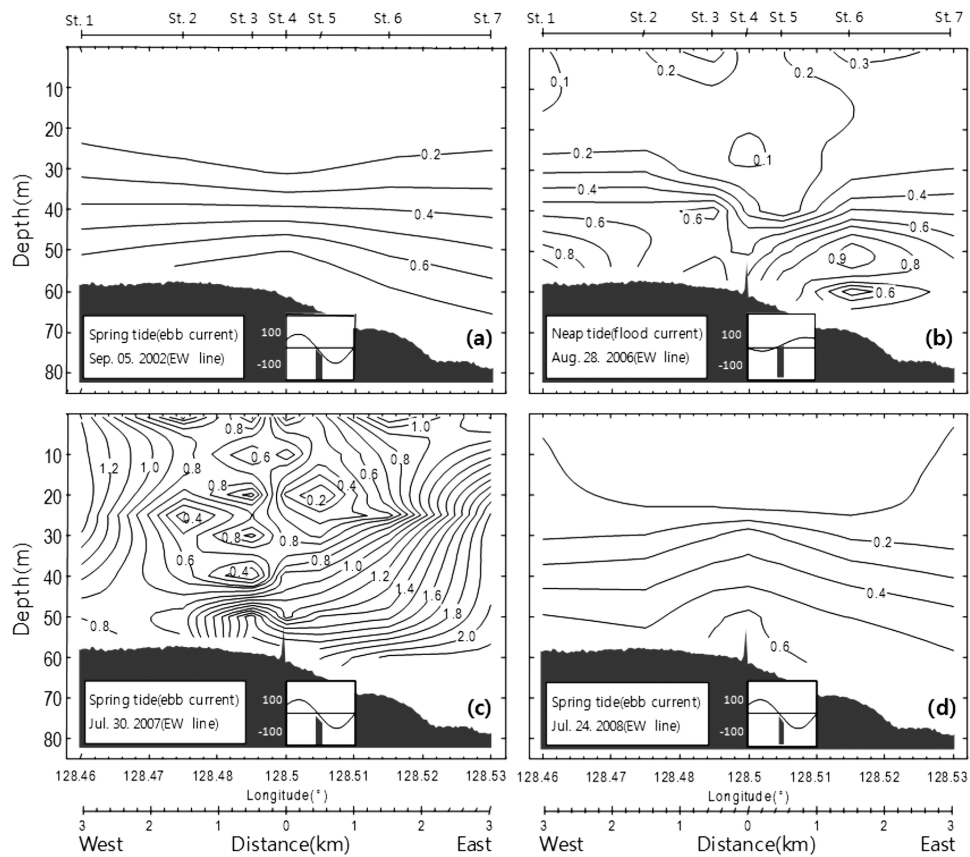 St. 1 St. 2 St. 3 St. 4 St. 5 St. 6 St. 7
St. 1 St. 2 St. 3 St. 4 St. 5 St. 6 St. 7
Depth(m)
10
20
30
40
50
60
70
80
0.2
0.4
0.6
Spring tide(ebb current)
Sep. 05. 2002(EW line)
100
-100
(a)
0.1
0.2
0.2
0.3
0.1
0.2
0.4
0.4
0.6
0.6
0.6
0.8
0.9
0.8
0.6
Neap tide(flood current)
Aug. 28. 2006(EW line)
100
-100
(b)
Depth(m)
10
20
30
40
50
60
70
80
0.8
1.0
1.2
1.0
0.8
0.6
0.6
0.8
0.8
0.4
0.2
0.4
0.8
0.8
0.6
0.4
0.8
1.0
1.2
1.4
1.6
1.8
2.0
0.8
Spring tide(ebb current)
Jul. 30. 2007(EW line)
100
-100
(c)
0.2
0.4
0.6
Spring tide(ebb current)
Jul. 24. 2008(EW line)
100
-100
(d)
128.46 128.47 128.48 128.49 128.5 128.51 128.52 128.53
Longitude(°)
3 2 1 0 1 2 3
West Distance(km) East
128.46 128.47 128.48 128.49 128.5 128.51 128.52 128.53
Longitude(°)
3 2 1 0 1 2 3
West Distance(km) East